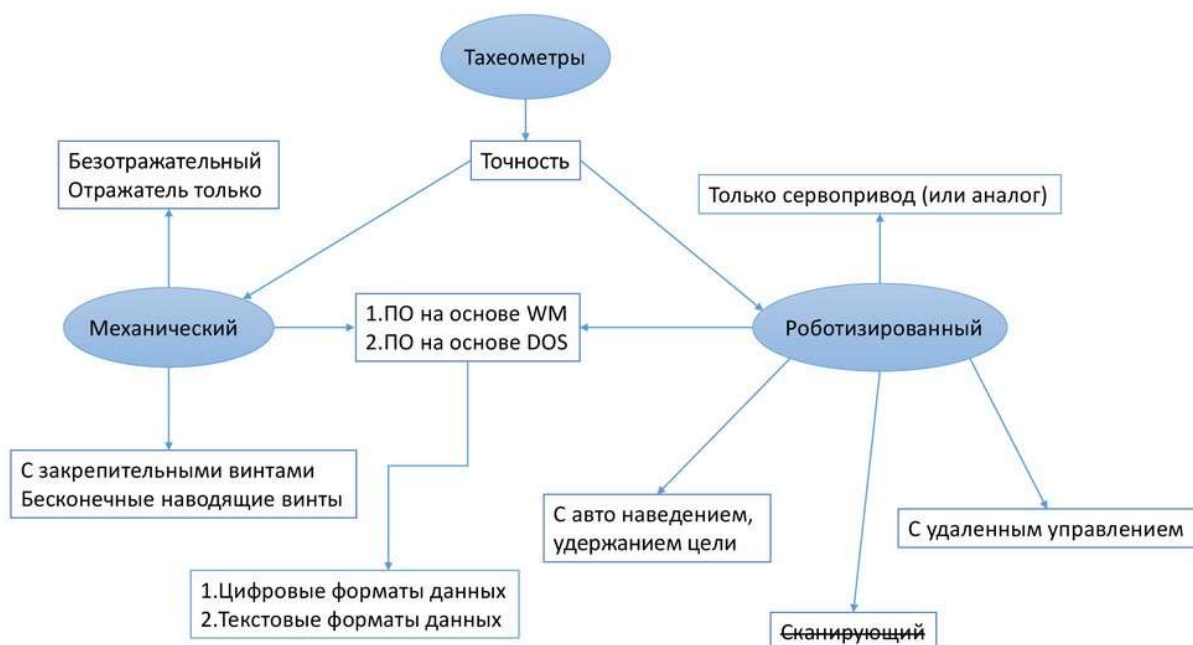 Тахеометры
Безотражательный
Отражатель только
Точность
Только сервопривод (или аналог)
Механический
1.ПО на основе WM
2.ПО на основе DOS
Роботизированный
С закрепительными винтами
Бесконечные наводящие винты
С авто наведением,
удержанием цели
С удаленным управлением
1.Цифровые форматы данных
2.Текстовые форматы данных
Сканирующий